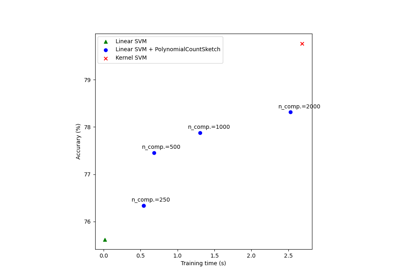 Linear SVM
Linear SVM + PolynomialCountSketch
Kernel SVM
79
n_comp.=2000
78
n_comp.=1000
n_comp.=500
77
n_comp.=250
76
Accurary (%)
0.0 0.5 1.0 1.5 2.0 2.5
Training time (s)